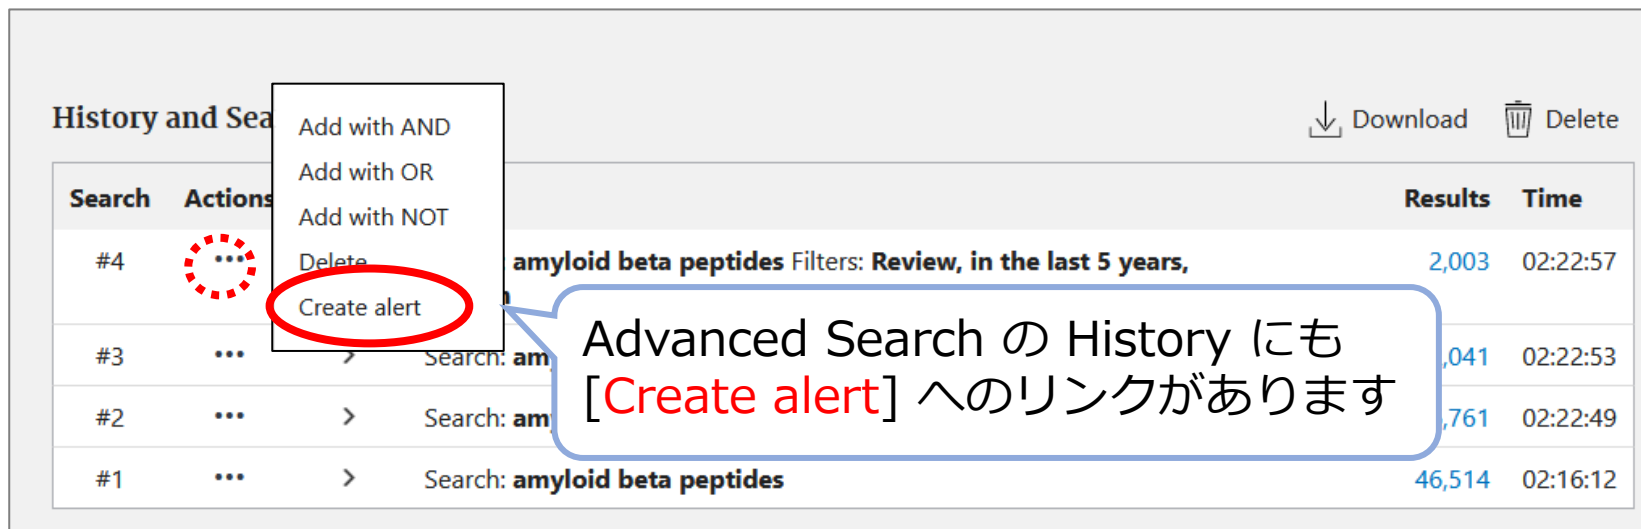 History and Sea
Download
Delete
Add with AND
Add with OR
Add with NOT
Delete
Create alert
Search Actions Results Time
#4 ••• amyloid beta peptides Filters: Review, in the last 5 years, 2,003 02:22:57
#3 ••• > Search: am ,041 02:22:53
#2 ••• > Search: am ,761 02:22:49
#1 ••• > Search: amyloid beta peptides 46,514 02:16:12
Advanced Search の History にも
[Create alert] へのリンクがあります